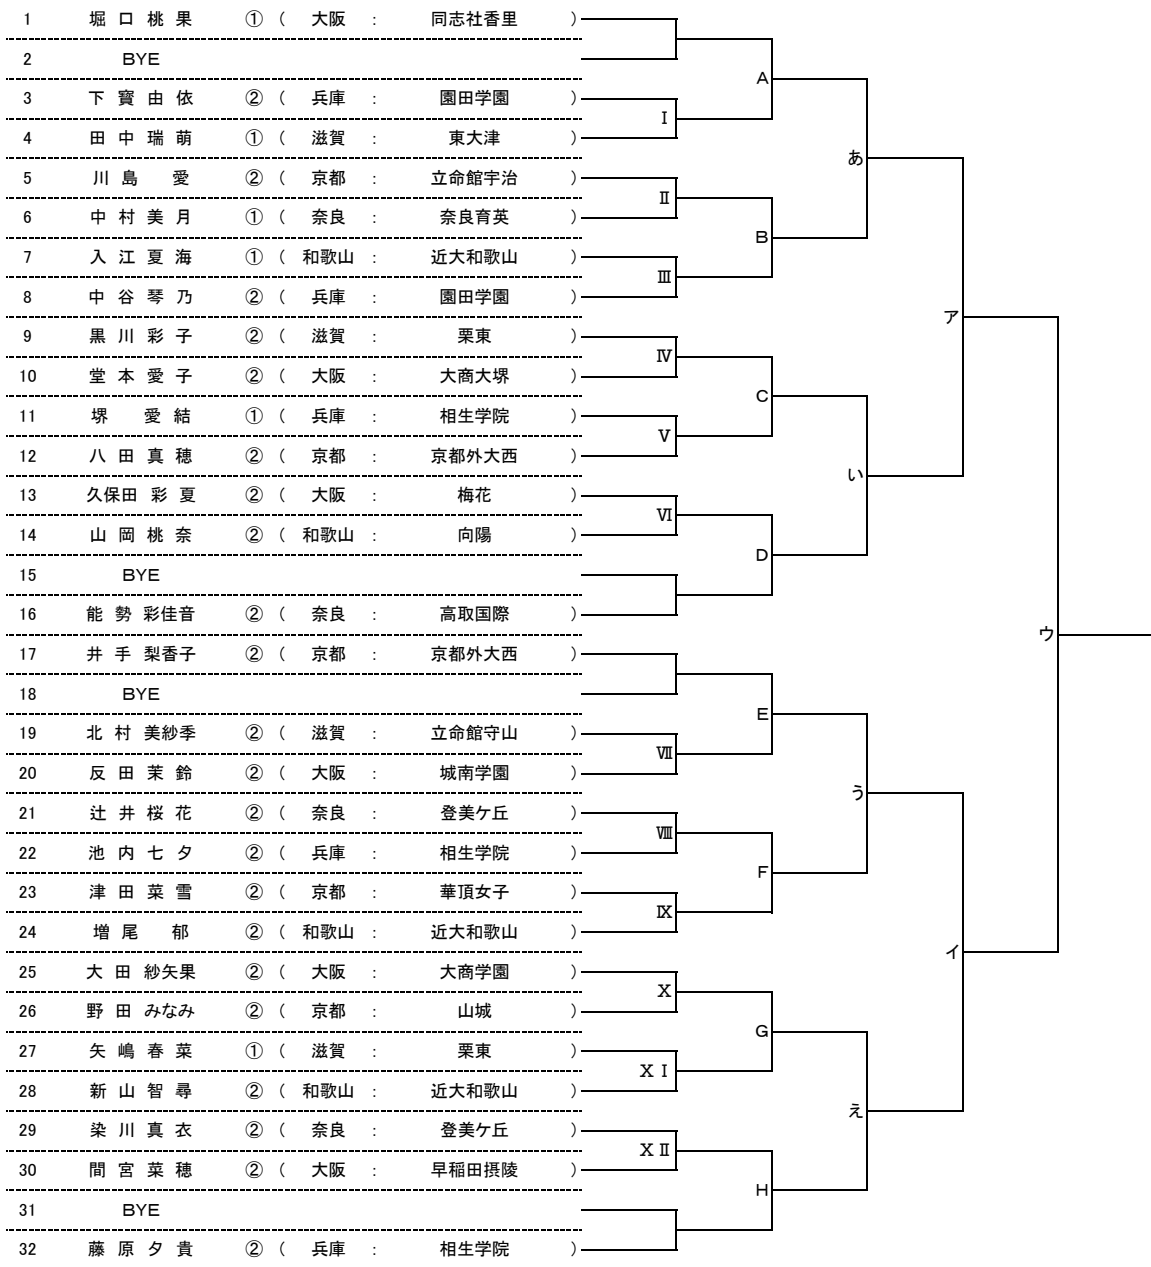 1 堀 口 桃 果 ① ( 大阪 : 同志社香里 )
2 BYE
A
3 下 寳 由 依 ② ( 兵庫 : 園田学園 )
Ⅰ
4 田 中 瑞 萌 ① ( 滋賀 : 東大津 )
あ
5 川 島 愛 ② ( 京都 : 立命館宇治 )
Ⅱ
6 中 村 美 月 ① ( 奈良 : 奈良育英 )
B
7 入 江 夏 海 ① ( 和歌山 : 近大和歌山 )
Ⅲ
8 中 谷 琴 乃 ② ( 兵庫 : 園田学園 )
ア
9 黒 川 彩 子 ② ( 滋賀 : 栗東 )
Ⅳ
10 堂 本 愛 子 ② ( 大阪 : 大商大堺 )
C
11 堺 愛 結 ① ( 兵庫 : 相生学院 )
Ⅴ
12 八 田 真 穂 ② ( 京都 : 京都外大西 )
い
13 久保田 彩 夏 ② ( 大阪 : 梅花 )
Ⅵ
14 山 岡 桃 奈 ② ( 和歌山 : 向陽 )
D
15 BYE
16 能 勢 彩佳音 ② ( 奈良 : 高取国際 )
ウ
17 井 手 梨香子 ② ( 京都 : 京都外大西 )
18 BYE
E
19 北 村 美紗季 ② ( 滋賀 : 立命館守山 )
Ⅶ
20 反 田 茉 鈴 ② ( 大阪 : 城南学園 )
う
21 辻 井 桜 花 ② ( 奈良 : 登美ケ丘 )
Ⅷ
22 池 内 七 夕 ② ( 兵庫 : 相生学院 )
F
23 津 田 菜 雪 ② ( 京都 : 華頂女子 )
Ⅸ
24 増 尾 郁 ② ( 和歌山 : 近大和歌山 )
イ
25 大 田 紗矢果 ② ( 大阪 : 大商学園 )
Ⅹ
26 野 田 みなみ ② ( 京都 : 山城 )
G
27 矢 嶋 春 菜 ① ( 滋賀 : 栗東 )
ⅩⅠ
28 新 山 智 尋 ② ( 和歌山 : 近大和歌山 )
え
29 染 川 真 衣 ② ( 奈良 : 登美ケ丘 )
ⅩⅡ
30 間 宮 菜 穂 ② ( 大阪 : 早稲田摂陵 )
H
31 BYE
32 藤 原 夕 貴 ② ( 兵庫 : 相生学院 )